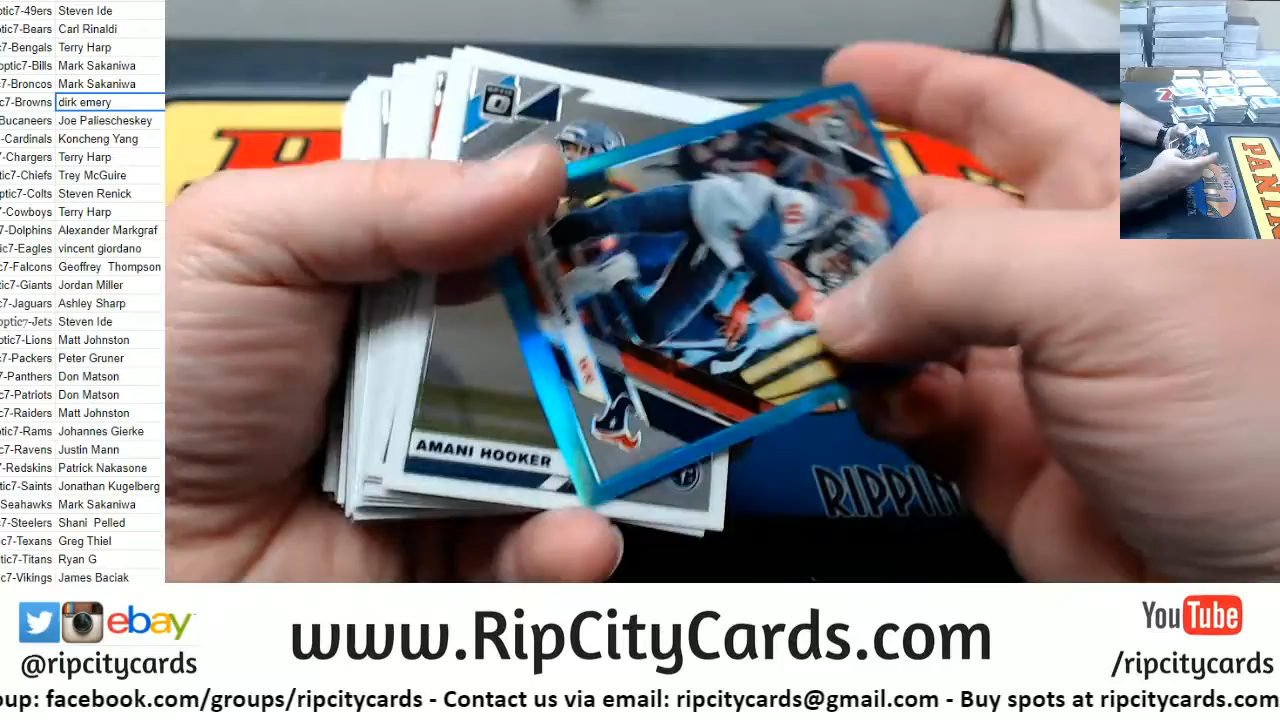 ptic7-49ers Steven Ide
ptic7-Bears Carl Rinaldi
c7-Bengals Terry Harp
optic7-Bills Mark Sakaniwa
c7-Broncos Mark Sakaniwa
c7-Browns dirk emery
Bucaneers Joe Paliescheskey
-Cardinals Koncheng Yang
7-Chargers Terry Harp
tic7-Chiefs Trey McGuire
ptic7-Colts Steven Renick
7-Cowboys Terry Harp
7-Dolphins Alexander Markgraf
tic7-Eagles vincent giordano
c7-Falcons Geoffrey Thompson
tic7-Giants Jordan Miller
c7-Jaguars Ashley Sharp
optic7-Jets Steven Ide
ptic7-Lions Matt Johnston
c7-Packers Peter Gruner
7-Panthers Don Matson
c7-Patriots Don Matson
c7-Raiders Matt Johnston
tic7-Rams Johannes Gierke
tic7-Ravens Justin Mann
7-Redskins Patrick Nakasone
tic7-Saints Jonathan Kugelberg
-Seahawks Mark Sakaniwa
7-Steelers Shani Pelled
tic7-Texans Greg Thiel
ptic7-Titans Ryan G
c7-Vikings James Baciak
OPTIC
AMANI HOOKER
RIPPIN
PANINI
ebay
@ripcitycards
www.RipCityCards.com
YouTube
/ripcitycards
oup: facebook.com/groups/ripcitycards - Contact us via email: ripcitycards@gmail.com - Buy spots at ripcitycards.com